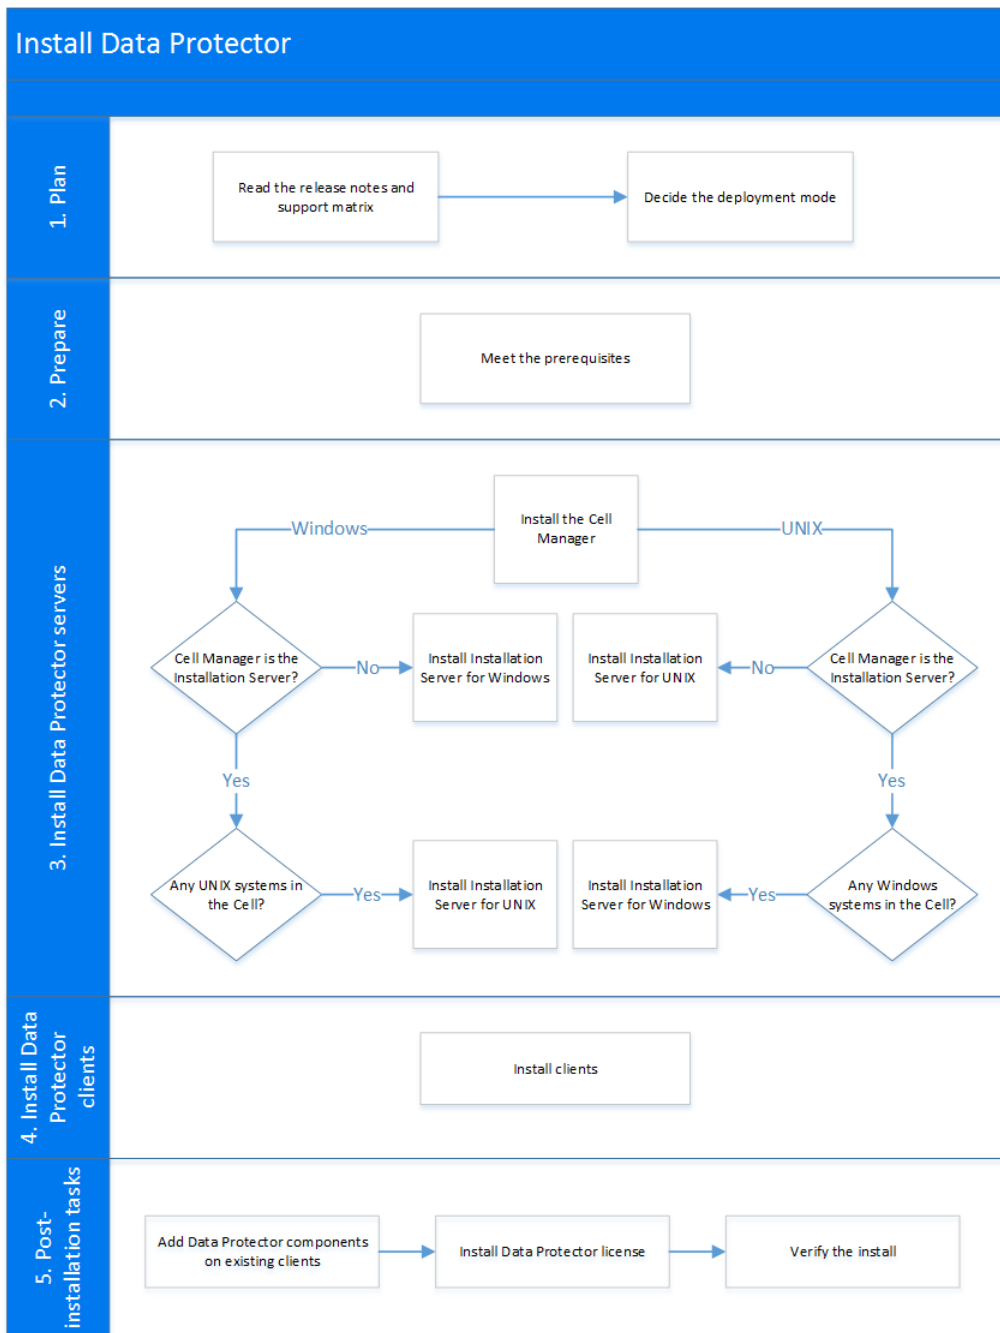 Install Data Protector
1. Plan
Read the release notes and
support matrix
Decide the deployment mode
2. Prepare
Meet the prerequisites
3. Install Data Protector servers
Install the Cell
Manager
Windows
UNIX
Cell Manager is the
Installation Server?
No
Install Installation
Server for Windows
Install Installation
Server for UNIX
No
Cell Manager is the
Installation Server?
Yes
Yes
Any UNIX systems in
the Cell?
Yes
Install Installation
Server for UNIX
Install Installation
Server for Windows
Yes
Any Windows
systems in the Cell?
4. Install Data
Protector
clients
Install clients
5. Post-
installation tasks
Add Data Protector components
on existing clients
Install Data Protector license
Verify the install